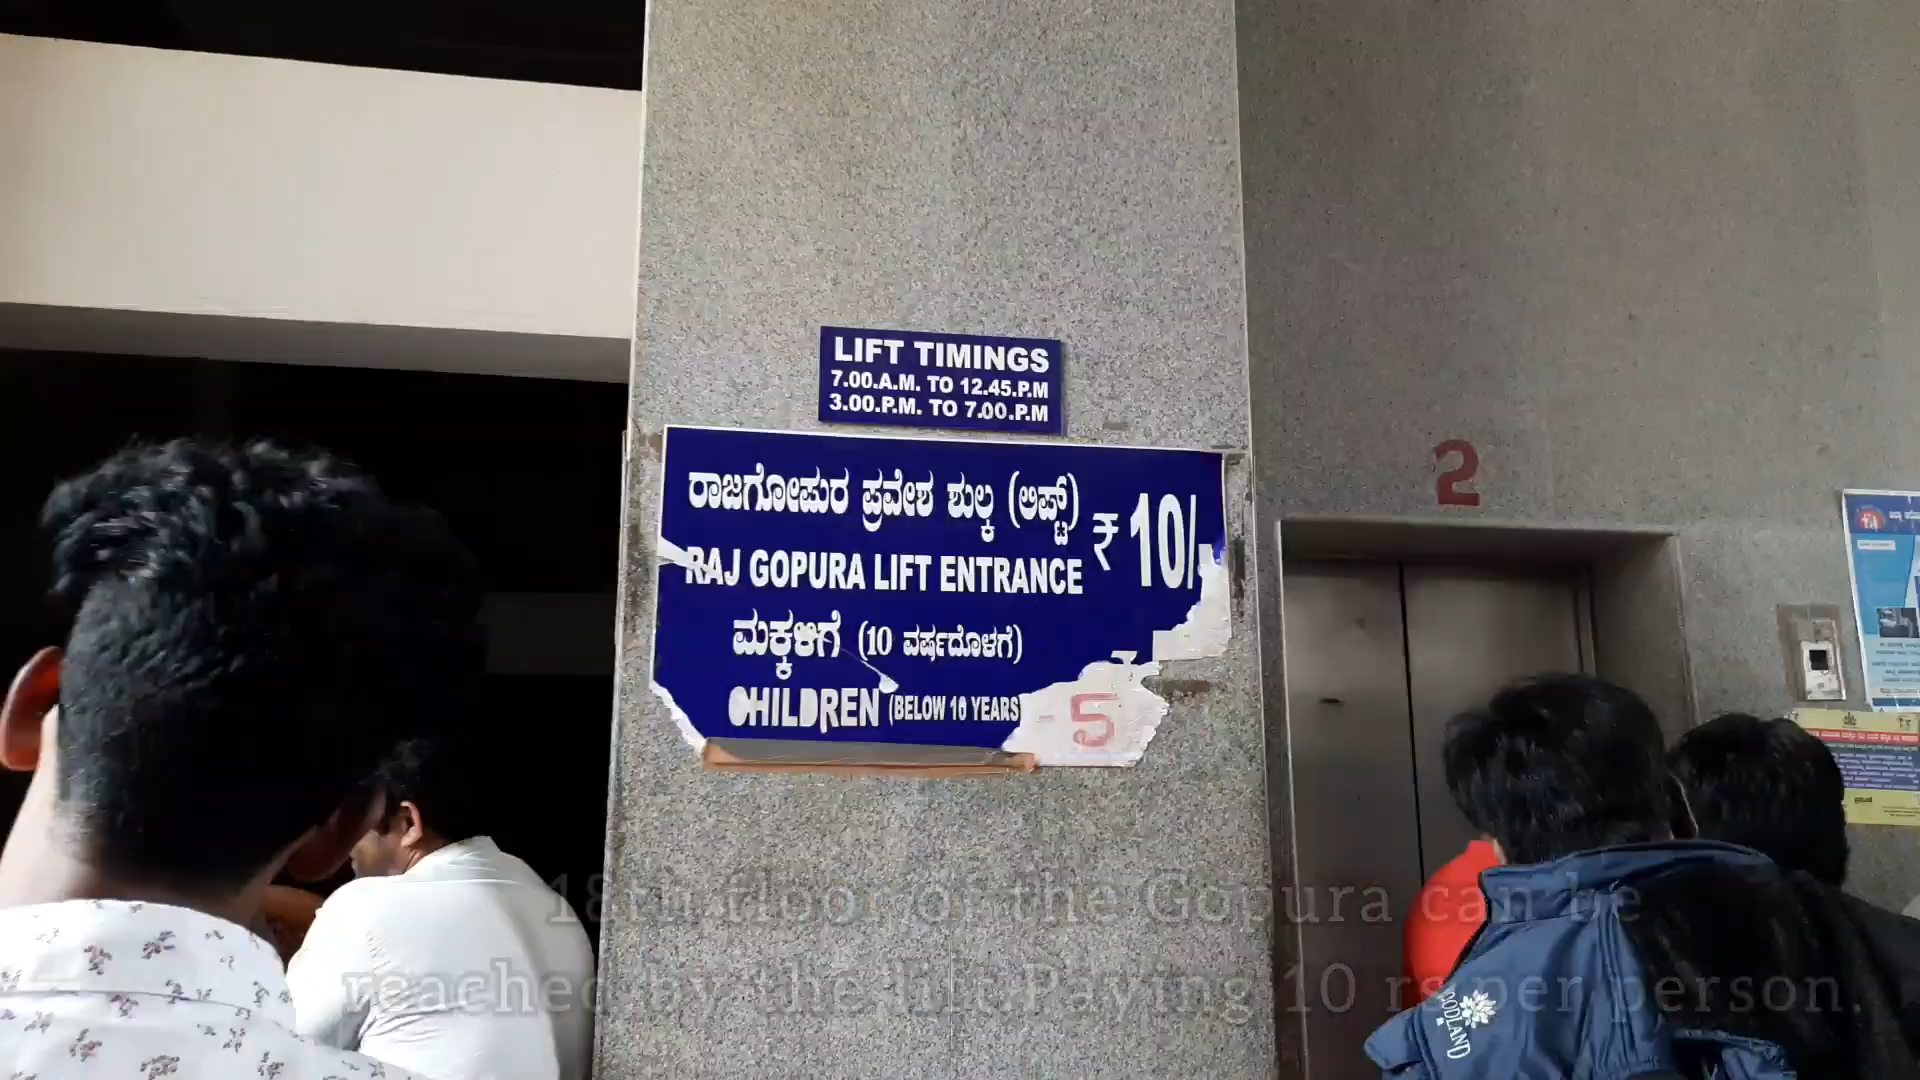 LIFT TIMINGS
7.00.A.M. TO 12.45.P.M
3.00.P.M. TO 7.00.P.M
ರಾಜಗೋಪುರ ಪ್ರವೇಶ ಶುಲ್ಕ (ಲಿಪ್ಟ್) ₹ 10/-
RAJ GOPURA LIFT ENTRANCE
ಮಕ್ಕಳಿಗೆ (10 ವರ್ಷದೊಳಗೆ)
CHILDREN (BELOW 10 YEARS) 5
2
18th floor of the Gopura can be
reached by the lift Paying 10 rs per person.